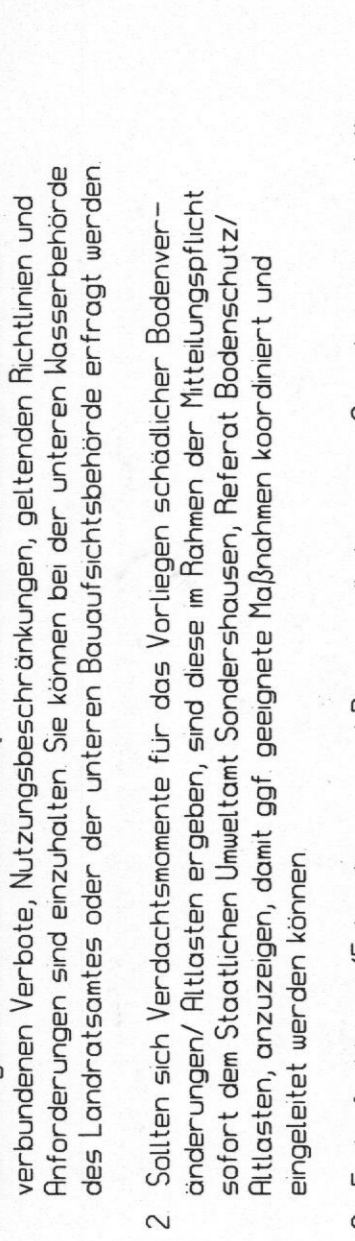 verbundenen Verbote, Nutzungsbeschränkungen, geltenden Richtlinien und
Anforderungen sind einzuhalten. Sie können bei der unteren Wasserbehörde
des Landratsamtes oder der unteren Bauaufsichtsbehörde erfragt werden.
2. Sollten sich Verdachtsmomente für das Vorliegen schädlicher Bodenver-
änderungen/ Altlasten ergeben, sind diese im Rahmen der Mitteilungspflicht
sofort dem Staatlichen Umweltamt Sondershausen, Referat Bodenschutz/
Altlasten, anzuzeigen, damit ggf. geeignete Maßnahmen koordiniert und
eingeleitet werden können.